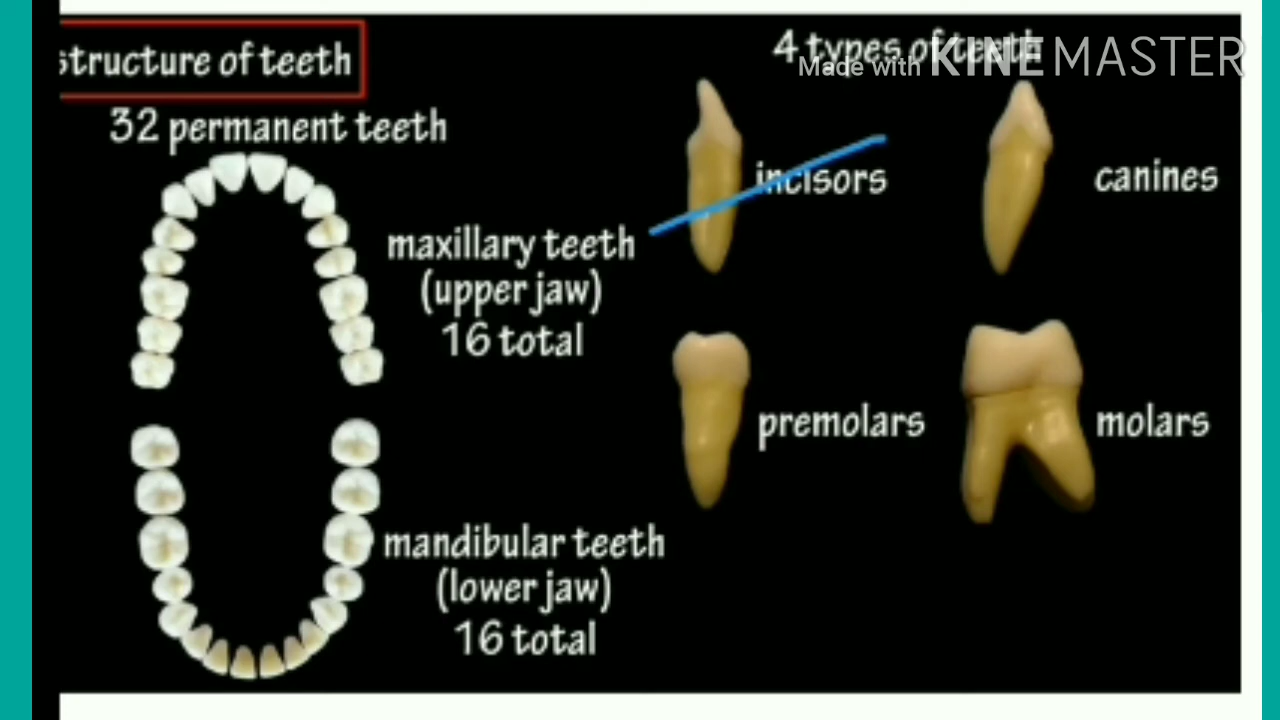 structure of teeth
32 permanent teeth
maxillary teeth
(upper jaw)
16 total
mandibular teeth
(lower jaw)
16 total
4 types of teeth
Made with KINEMASTER
incisors
canines
premolars
molars